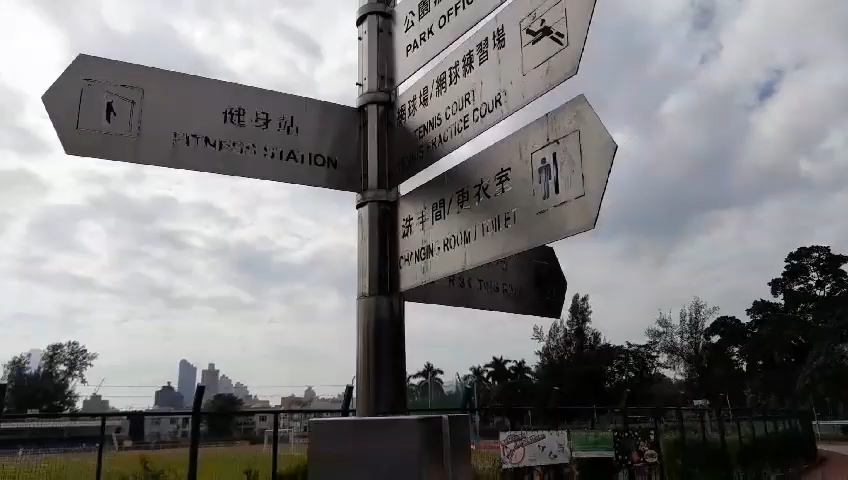 公園
PARK OFFIC
網球場/網球練習場
TENNIS COURT/
PRACTICE COURT
健身站
FITNESS STATION
洗手間/更衣室
CHANGING ROOM / TOILET